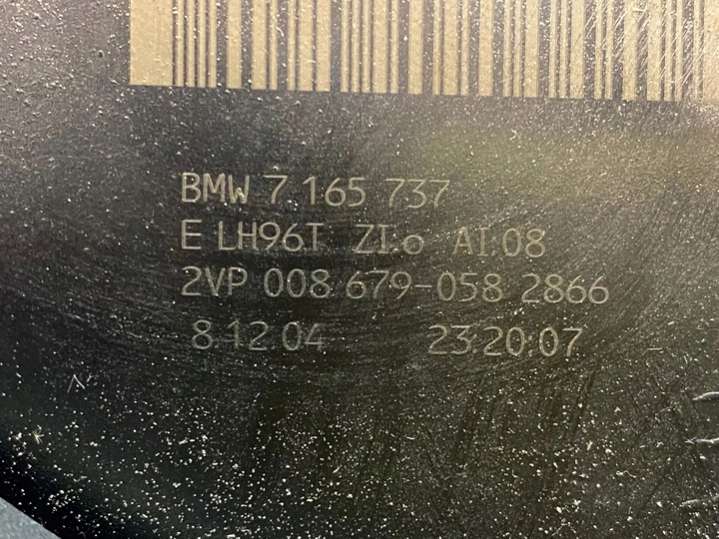 BMW 7 165 737
E LH96T ZI:o AI:08
2VP 008 679-058 2866
8 12 04 23:20:07